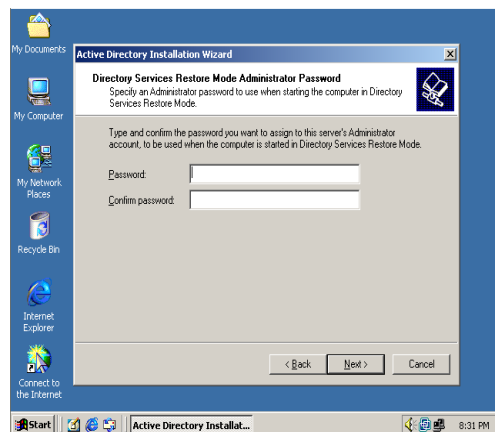 My Documents
My Computer
My Network
Places
Recycle Bin
Internet
Explorer
Connect to
the Internet
Active Directory Installation Wizard
Directory Services Restore Mode Administrator Password
Specify an Administrator password to use when starting the computer in Directory
Services Restore Mode.
Type and confirm the password you want to assign to this server's Administrator
account, to be used when the computer is started in Directory Services Restore Mode.
Password:
Confirm password:
< Back
Next >
Cancel
Start
Active Directory Installat...
8:31 PM